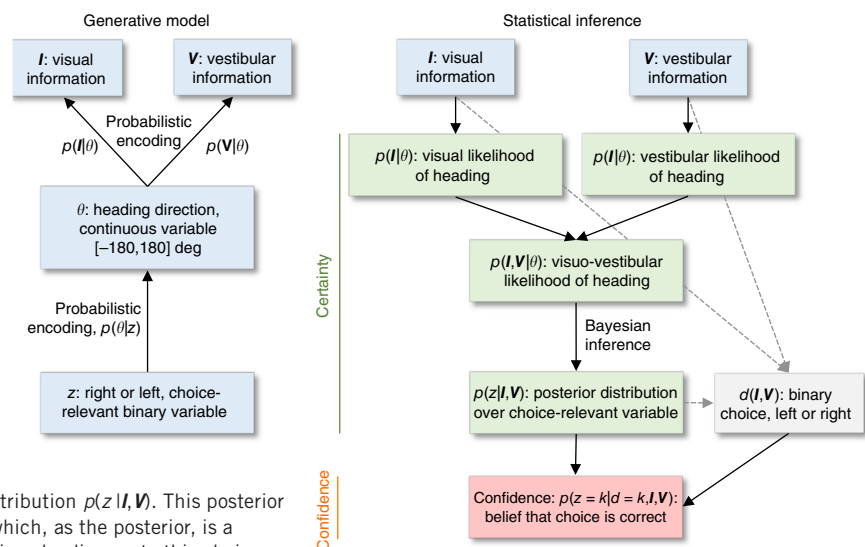 Generative model
I: visual
information
V: vestibular
information
Probabilistic
encoding
p(I|θ)
p(V|θ)
θ: heading direction,
continuous variable
[–180,180] deg
Probabilistic
encoding, p(θ|z)
z: right or left, choice-
relevant binary variable
tribution p(z|I,V). This posterior
which, as the posterior, is a
Statistical inference
I: visual
information
V: vestibular
information
p(I|θ): visual likelihood
of heading
p(I|θ): vestibular likelihood
of heading
p(I,V|θ): visuo-vestibular
likelihood of heading
Bayesian
inference
p(z|I,V): posterior distribution
over choice-relevant variable
d(I,V): binary
choice, left or right
Confidence: p(z = k|d = k,I,V):
belief that choice is correct
Certainty
Confidence